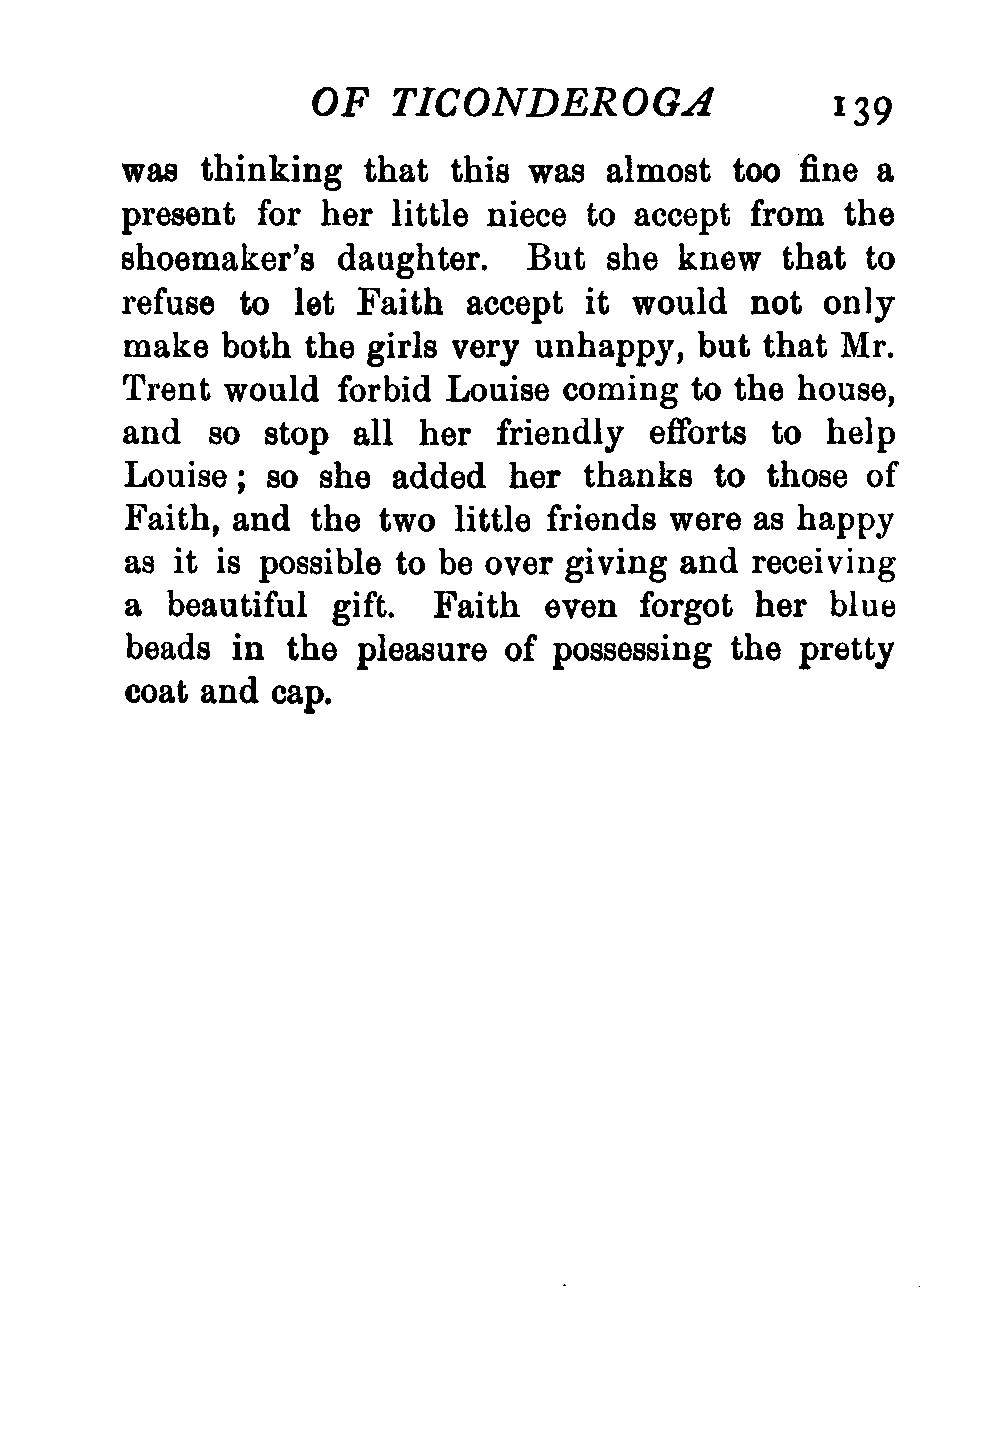 OF TICONDEROGA 139
was thinking that this was almost too fine a
present for her little niece to accept from the
shoemaker's daughter. But she knew that to
refuse to let Faith accept it would not only
make both the girls very unhappy, but that Mr.
Trent would forbid Louise coming to the house,
and so stop all her friendly efforts to help
Louise; so she added her thanks to those of
Faith, and the two little friends were as happy
as it is possible to be over giving and receiving
a beautiful gift. Faith even forgot her blue
beads in the pleasure of possessing the pretty
coat and cap.